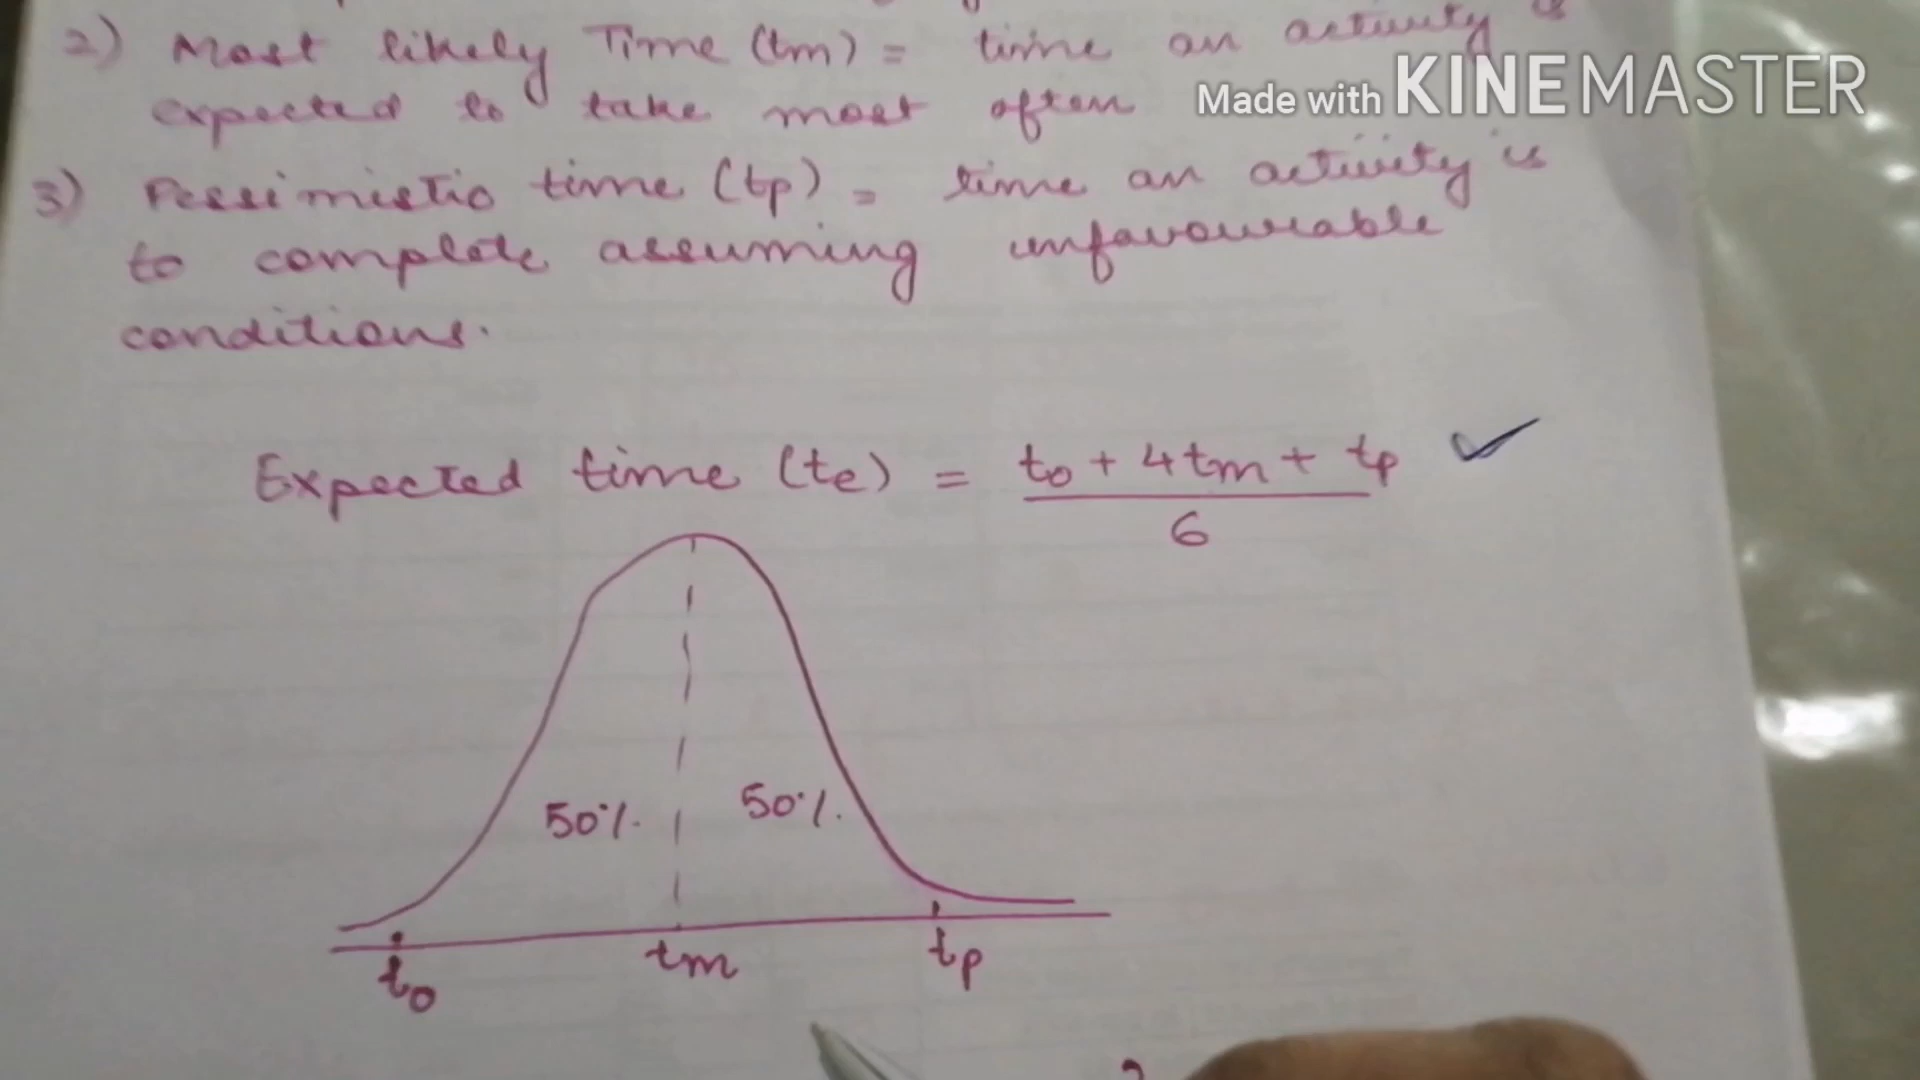 2) Most likely Time (tm) = time an activity is
Made with KINEMASTER
expected to take most often
3) Pessimistic time (tp) = time an activity is
to complete assuming unfavourable
conditions.
Expected time (te) = to + 4tm + tp
6
50% 50%
to tm tp